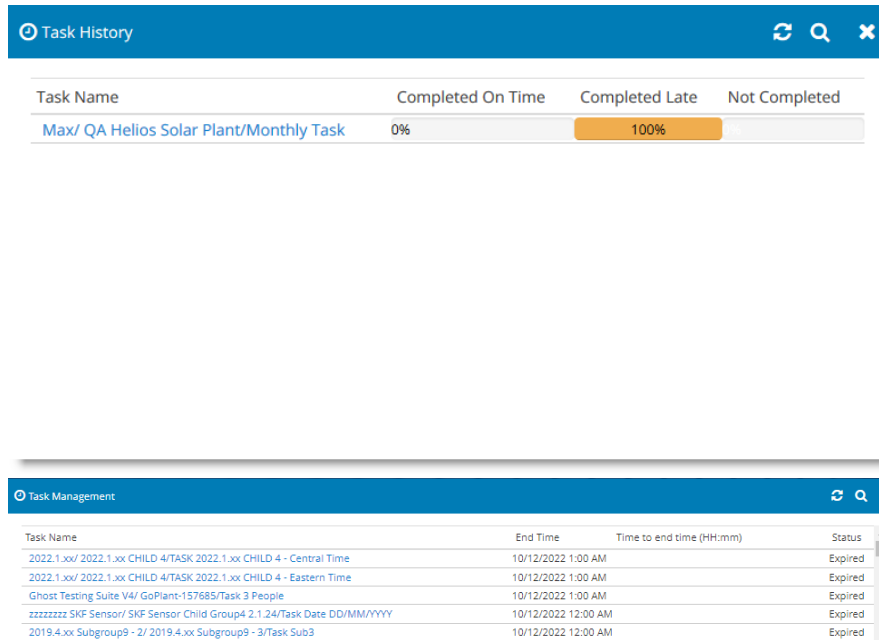 Task History
Task Name Completed On Time Completed Late Not Completed
Max/ QA Helios Solar Plant/Monthly Task 0% 100% 0%
Task Management
Task Name End Time Time to end time (HH:mm) Status
2022.1.xx/ 2022.1.xx CHILD 4/TASK 2022.1.xx CHILD 4 - Central Time 10/12/2022 1:00 AM Expired
2022.1.xx/ 2022.1.xx CHILD 4/TASK 2022.1.xx CHILD 4 - Eastern Time 10/12/2022 1:00 AM Expired
Ghost Testing Suite V4/ GoPlant-157685/Task 3 People 10/12/2022 1:00 AM Expired
zzzzzzzz SKF Sensor/ SKF Sensor Child Group4 2.1.24/Task Date DD/MM/YYYY 10/12/2022 12:00 AM Expired
2019.4.xx Subgroup9 - 2/ 2019.4.xx Subgroup9 - 3/Task Sub3 10/12/2022 12:00 AM Expired